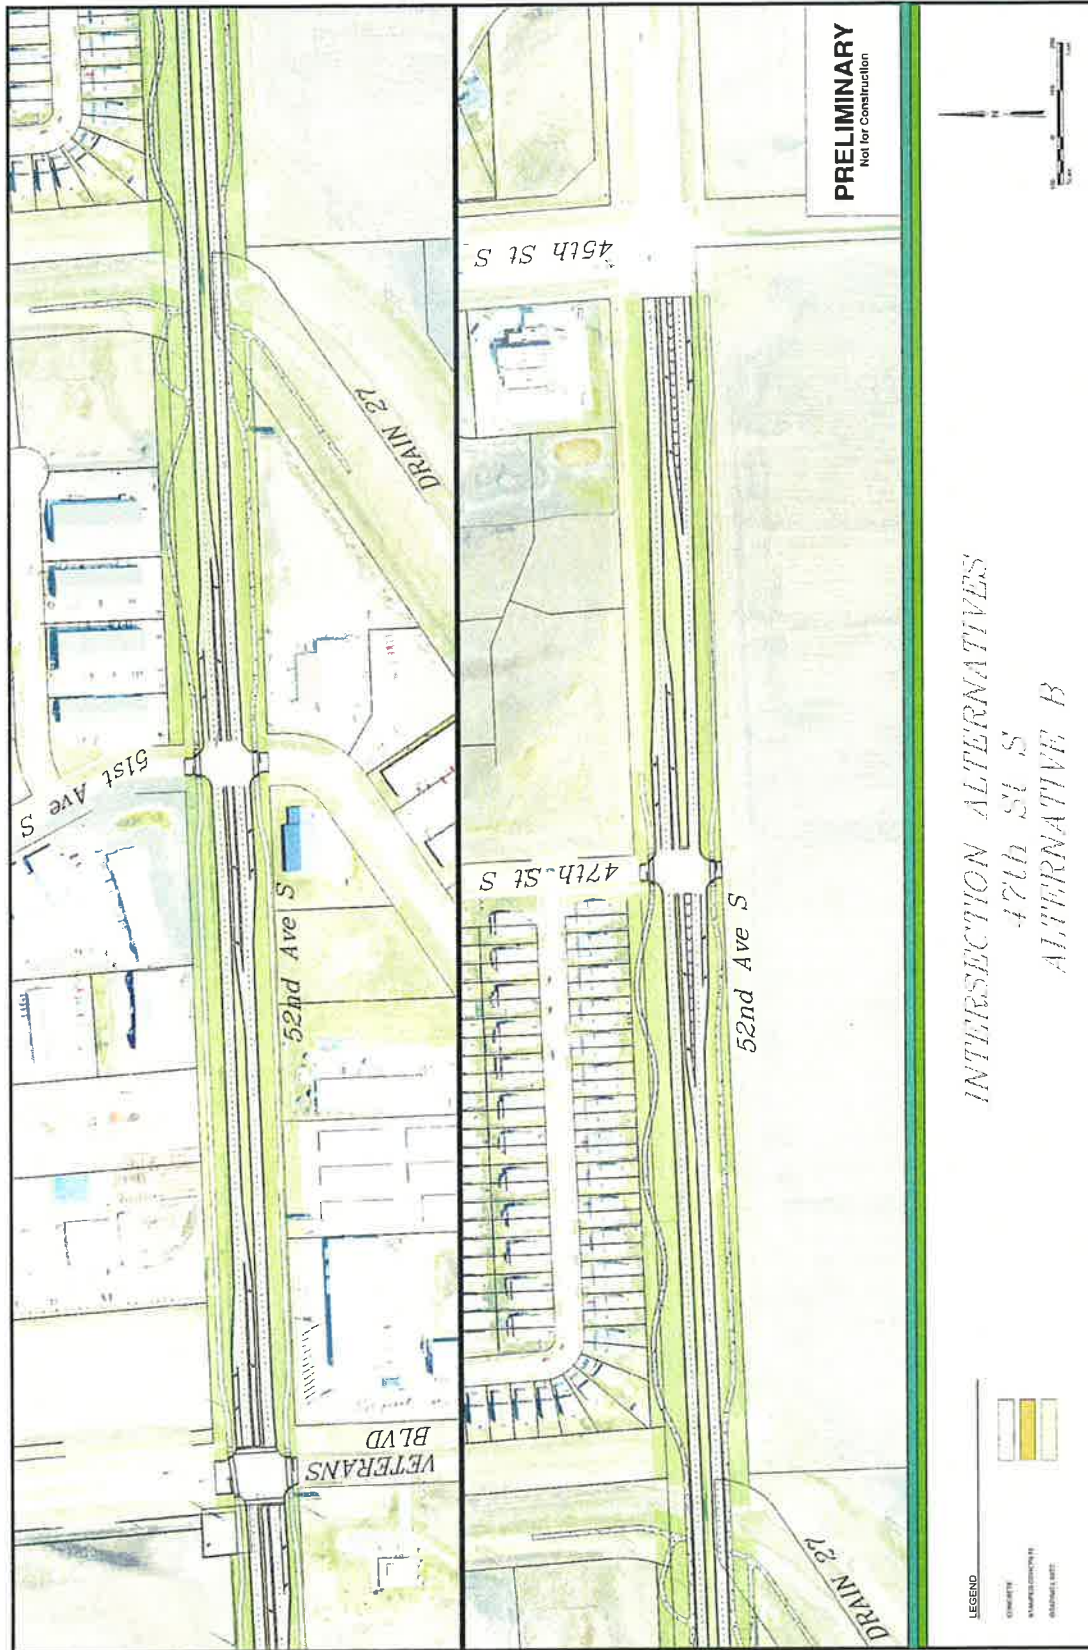 51st Ave S
52nd Ave S
VETERANS
BLVD
DRAIN 27
47th St S
45th St S
52nd Ave S
DRAIN 27
PRELIMINARY
Not for Construction
LEGEND
CONCRETE
INTERSECTION ALTERNATIVES
47th St S
ALTERNATIVE B
N